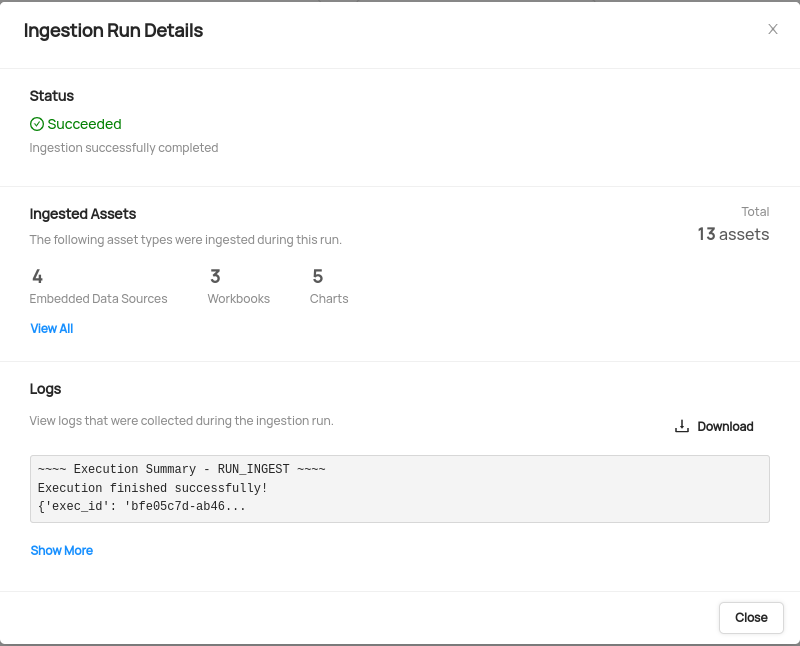 Ingestion Run Details
X
Status
Succeeded
Ingestion successfully completed
Ingested Assets
Total
The following asset types were ingested during this run.
13 assets
4 3 5
Embedded Data Sources Workbooks Charts
View All
Logs
View logs that were collected during the ingestion run.
Download
~~~~ Execution Summary - RUN_INGEST ~~~~
Execution finished successfully!
{'exec_id': 'bfe05c7d-ab46...
Show More
Close